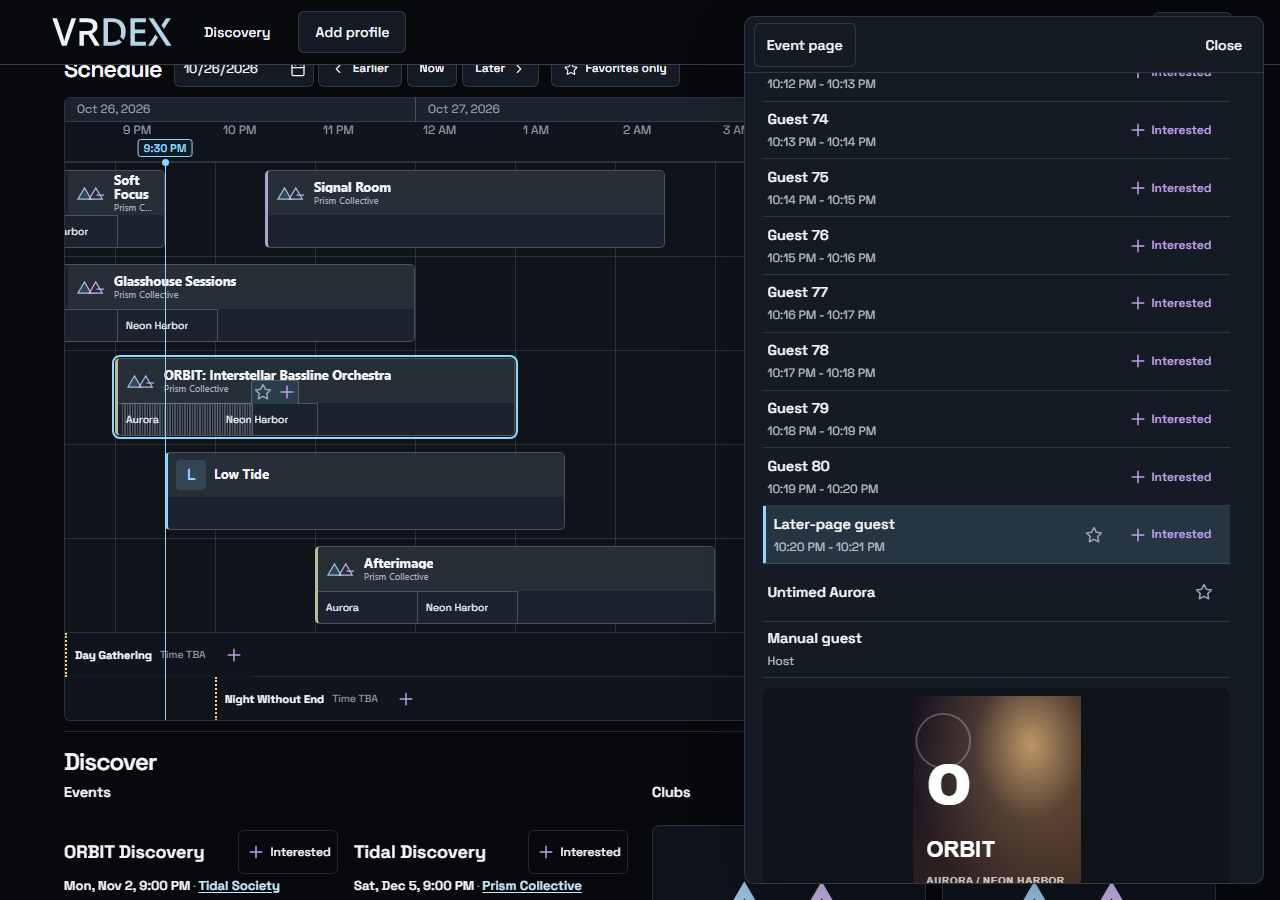 VRDEX
Discovery
Add profile
Schedule
10/26/2026
Earlier
Now
Later
Favorites only
Oct 26, 2026
Oct 27, 2026
9 PM
10 PM
11 PM
12 AM
1 AM
2 AM
9:30 PM
Soft
Focus
Prism C...
Signal Room
Prism Collective
Glasshouse Sessions
Prism Collective
Neon Harbor
ORBIT: Interstellar Bassline Orchestra
Prism Collective
Aurora
Neon Harbor
L
Low Tide
Afterimage
Prism Collective
Aurora
Neon Harbor
Day Gathering
Time TBA
Night Without End
Time TBA
Discover
Events
Clubs
ORBIT Discovery
Interested
Mon, Nov 2, 9:00 PM · Tidal Society
Tidal Discovery
Interested
Sat, Dec 5, 9:00 PM · Prism Collective
Event page
Close
Interested
10:12 PM - 10:13 PM
Guest 74
10:13 PM - 10:14 PM
Interested
Guest 75
10:14 PM - 10:15 PM
Interested
Guest 76
10:15 PM - 10:16 PM
Interested
Guest 77
10:16 PM - 10:17 PM
Interested
Guest 78
10:17 PM - 10:18 PM
Interested
Guest 79
10:18 PM - 10:19 PM
Interested
Guest 80
10:19 PM - 10:20 PM
Interested
Later-page guest
10:20 PM - 10:21 PM
Interested
Untimed Aurora
Manual guest
Host
O
ORBIT
AURORA / NEON HARBOR